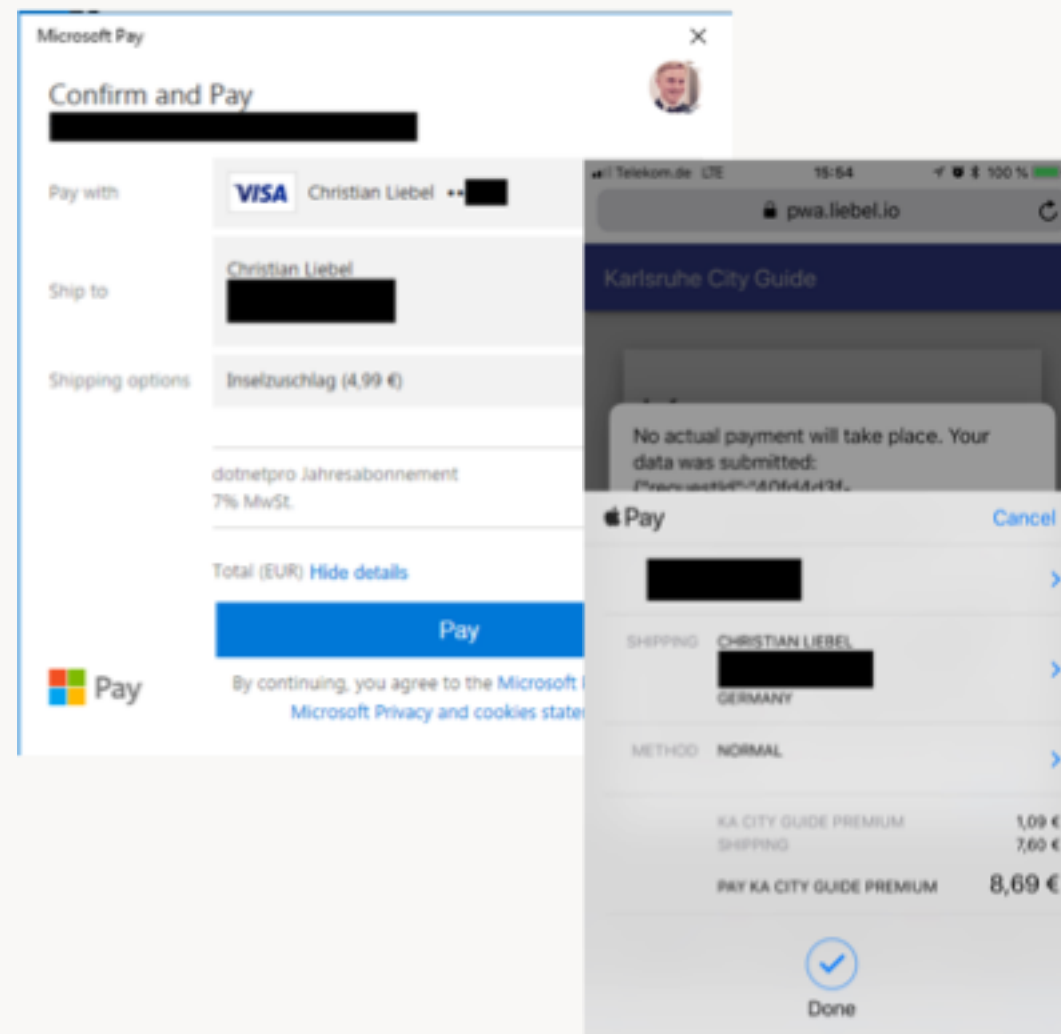 Microsoft Pay
Confirm and Pay
Pay with
VISA Christian Liebel
Ship to
Christian Liebel
Shipping options
Inselzuschlag (4,99 €)
dotnetpro Jahresabonnement
7% MwSt.
Total (EUR) Hide details
Pay
Pay
By continuing, you agree to the Microsoft
Microsoft Privacy and cookies state
Telekom.de LTE 15:54 100 %
pwa.liebel.io
Karlsruhe City Guide
No actual payment will take place. Your
data was submitted:
{"requestId":"40fd4d3f-
Pay Cancel
SHIPPING CHRISTIAN LIEBEL
GERMANY
METHOD NORMAL
KA CITY GUIDE PREMIUM 1,09 €
SHIPPING 7,60 €
PAY KA CITY GUIDE PREMIUM 8,69 €
Done